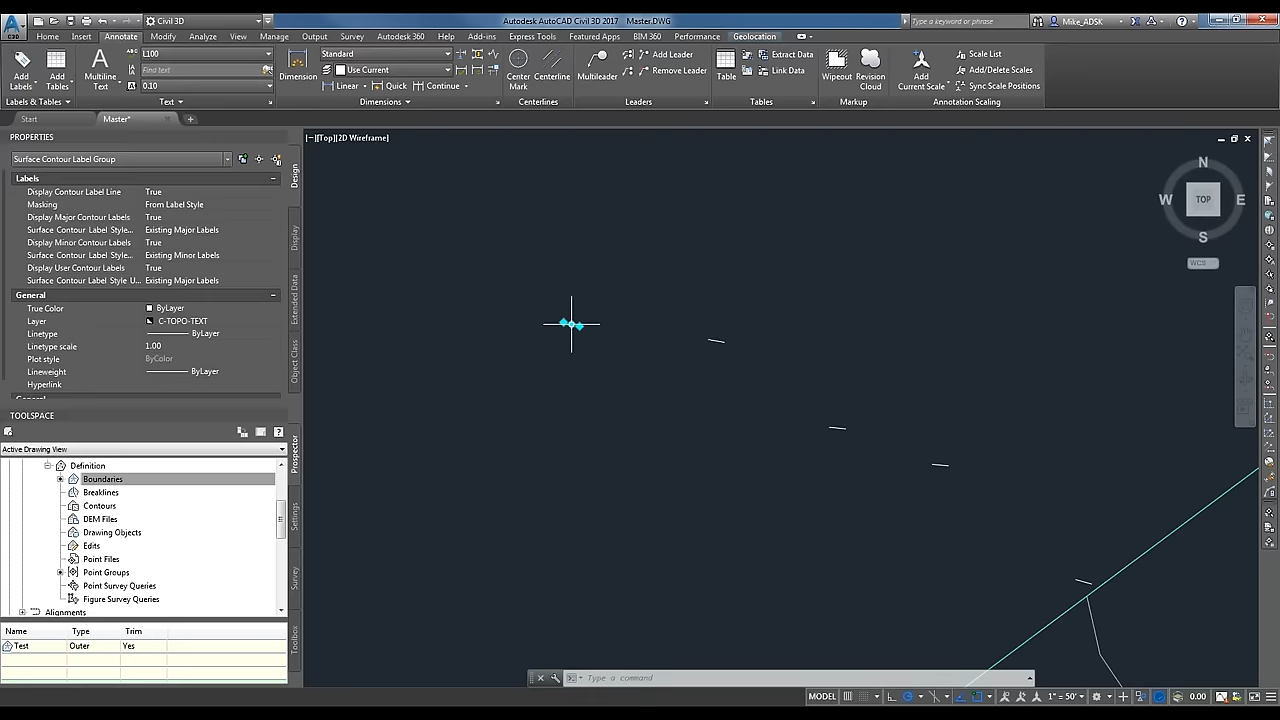 Civil 3D
Autodesk AutoCAD Civil 3D 2017 Master.DWG
Type a keyword or phrase
Mike_ADSK
C3D
Home Insert Annotate Modify Analyze View Manage Output Survey Autodesk 360 Help Add-ins Express Tools Featured Apps BIM 360 Performance Geolocation
Add Labels
Add Tables
Labels & Tables
Multiline Text
L100
Find text
0.10
Text
Dimension
Standard
Use Current
Linear Quick Continue
Dimensions
Center Mark
Centerline
Centerlines
Multileader
Add Leader
Remove Leader
Leaders
Table
Extract Data
Link Data
Tables
Wipeout
Revision Cloud
Markup
Add Current Scale
Scale List
Add/Delete Scales
Sync Scale Positions
Annotation Scaling
Start Master*
PROPERTIES
Surface Contour Label Group
Labels
Display Contour Label Line True
Masking From Label Style
Display Major Contour Labels True
Surface Contour Label Style... Existing Major Labels
Display Minor Contour Labels True
Surface Contour Label Style... Existing Minor Labels
Display User Contour Labels True
Surface Contour Label Style U... Existing Major Labels
General
True Color ByLayer
Layer C-TOPO-TEXT
Linetype ByLayer
Linetype scale 1.00
Plot style ByColor
Lineweight ByLayer
Hyperlink
Design
Display
Extended Data
Object Class
TOOLSPACE
Active Drawing View
Definition
Boundaries
Breaklines
Contours
DEM Files
Drawing Objects
Edits
Point Files
Point Groups
Point Survey Queries
Figure Survey Queries
Alignments
Name Type Trim
Test Outer Yes
Prospector
Settings
Survey
Toolbox
[−][Top][2D Wireframe]
N
W TOP E
S
WCS
Type a command
MODEL 1" = 50' 0.00